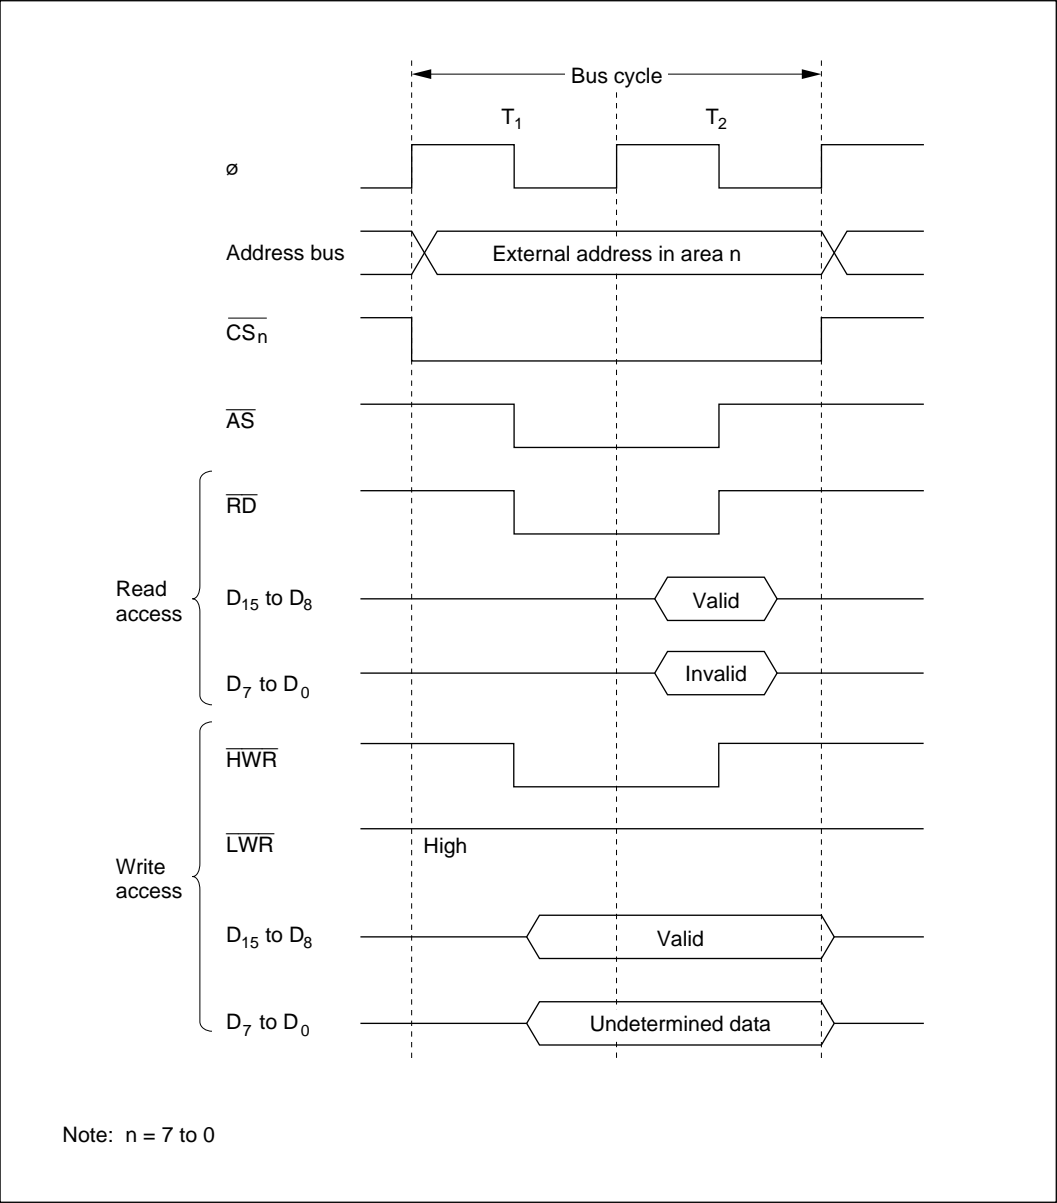 Bus cycle
T1 T2
ø
Address bus External address in area n
CSn
AS
RD
Read access
D15 to D8 Valid
D7 to D0 Invalid
HWR
LWR High
Write access
D15 to D8 Valid
D7 to D0 Undetermined data
Note: n = 7 to 0